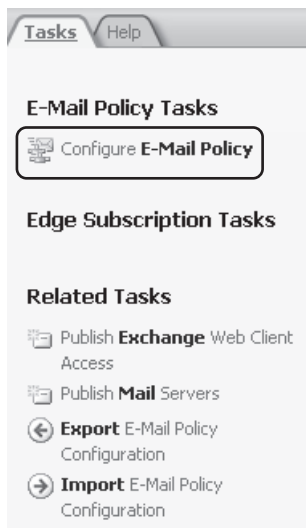 Tasks Help
E-Mail Policy Tasks
Configure E-Mail Policy
Edge Subscription Tasks
Related Tasks
Publish Exchange Web Client
Access
Publish Mail Servers
Export E-Mail Policy
Configuration
Import E-Mail Policy
Configuration